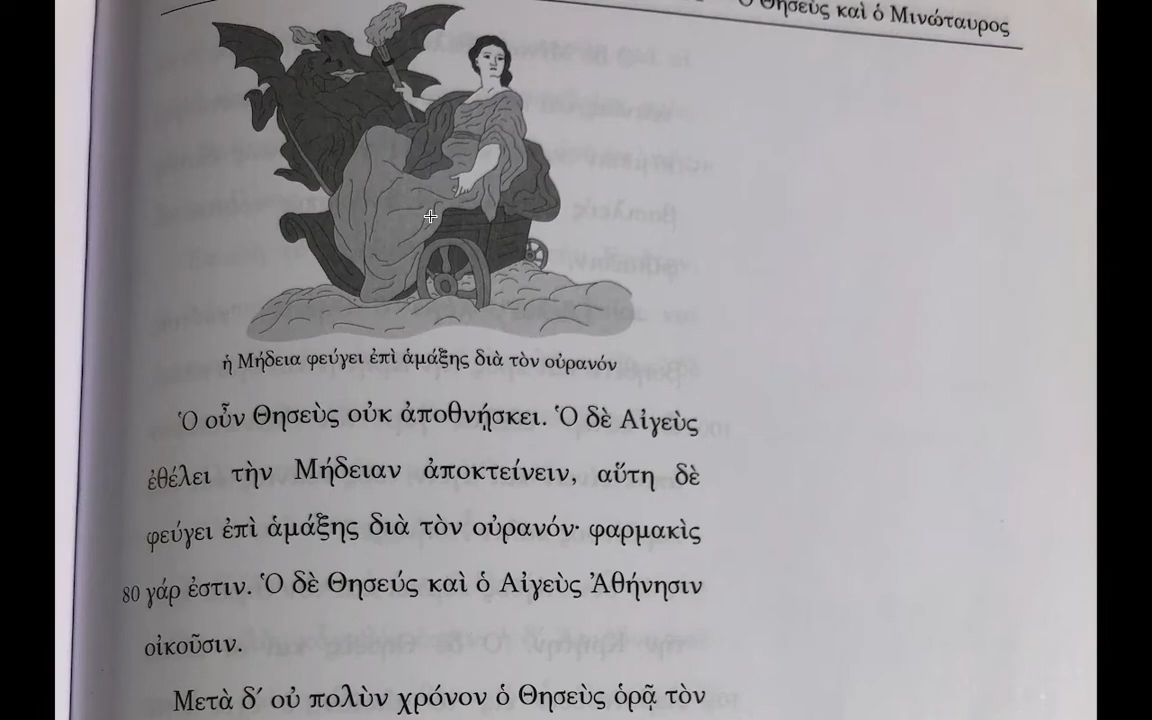 Ὁ Θησεὺς καὶ ὁ Μινώταυρος
ἡ Μήδεια φεύγει ἐπὶ ἁμάξης διὰ τὸν οὐρανόν
Ὁ οὖν Θησεὺς οὐκ ἀποθνῄσκει. Ὁ δὲ Αἰγεὺς
ἐθέλει τὴν Μήδειαν ἀποκτείνειν, αὕτη δὲ
φεύγει ἐπὶ ἁμάξης διὰ τὸν οὐρανόν· φαρμακὶς
80 γάρ ἐστιν. Ὁ δὲ Θησεύς καὶ ὁ Αἰγεὺς Ἀθήνησιν
οἰκοῦσιν.
Μετὰ δ’ οὐ πολὺν χρόνον ὁ Θησεὺς ὁρᾷ τὸν